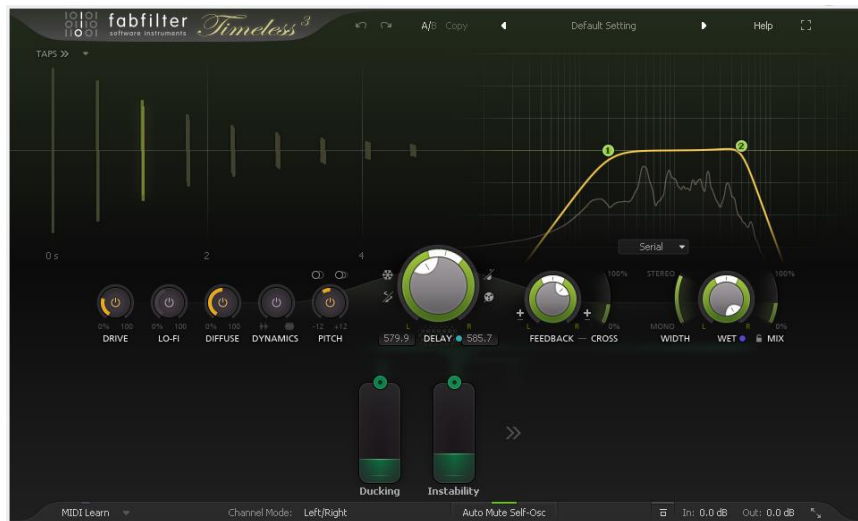 fabfilter
software instruments
Timeless 3
A/B Copy
Default Setting
Help
TAPS
0 s 2 4
Serial
1 2
0% 100 0% 100 0% 100 -12 +12
DRIVE LO-FI DIFFUSE DYNAMICS PITCH
L R
579.9 DELAY 585.7
100%
0%
L R
FEEDBACK CROSS
STEREO
MONO
100%
0%
L R
WIDTH WET MIX
Ducking Instability
MIDI Learn
Channel Mode: Left/Right
Auto Mute Self-Osc
In: 0.0 dB Out: 0.0 dB